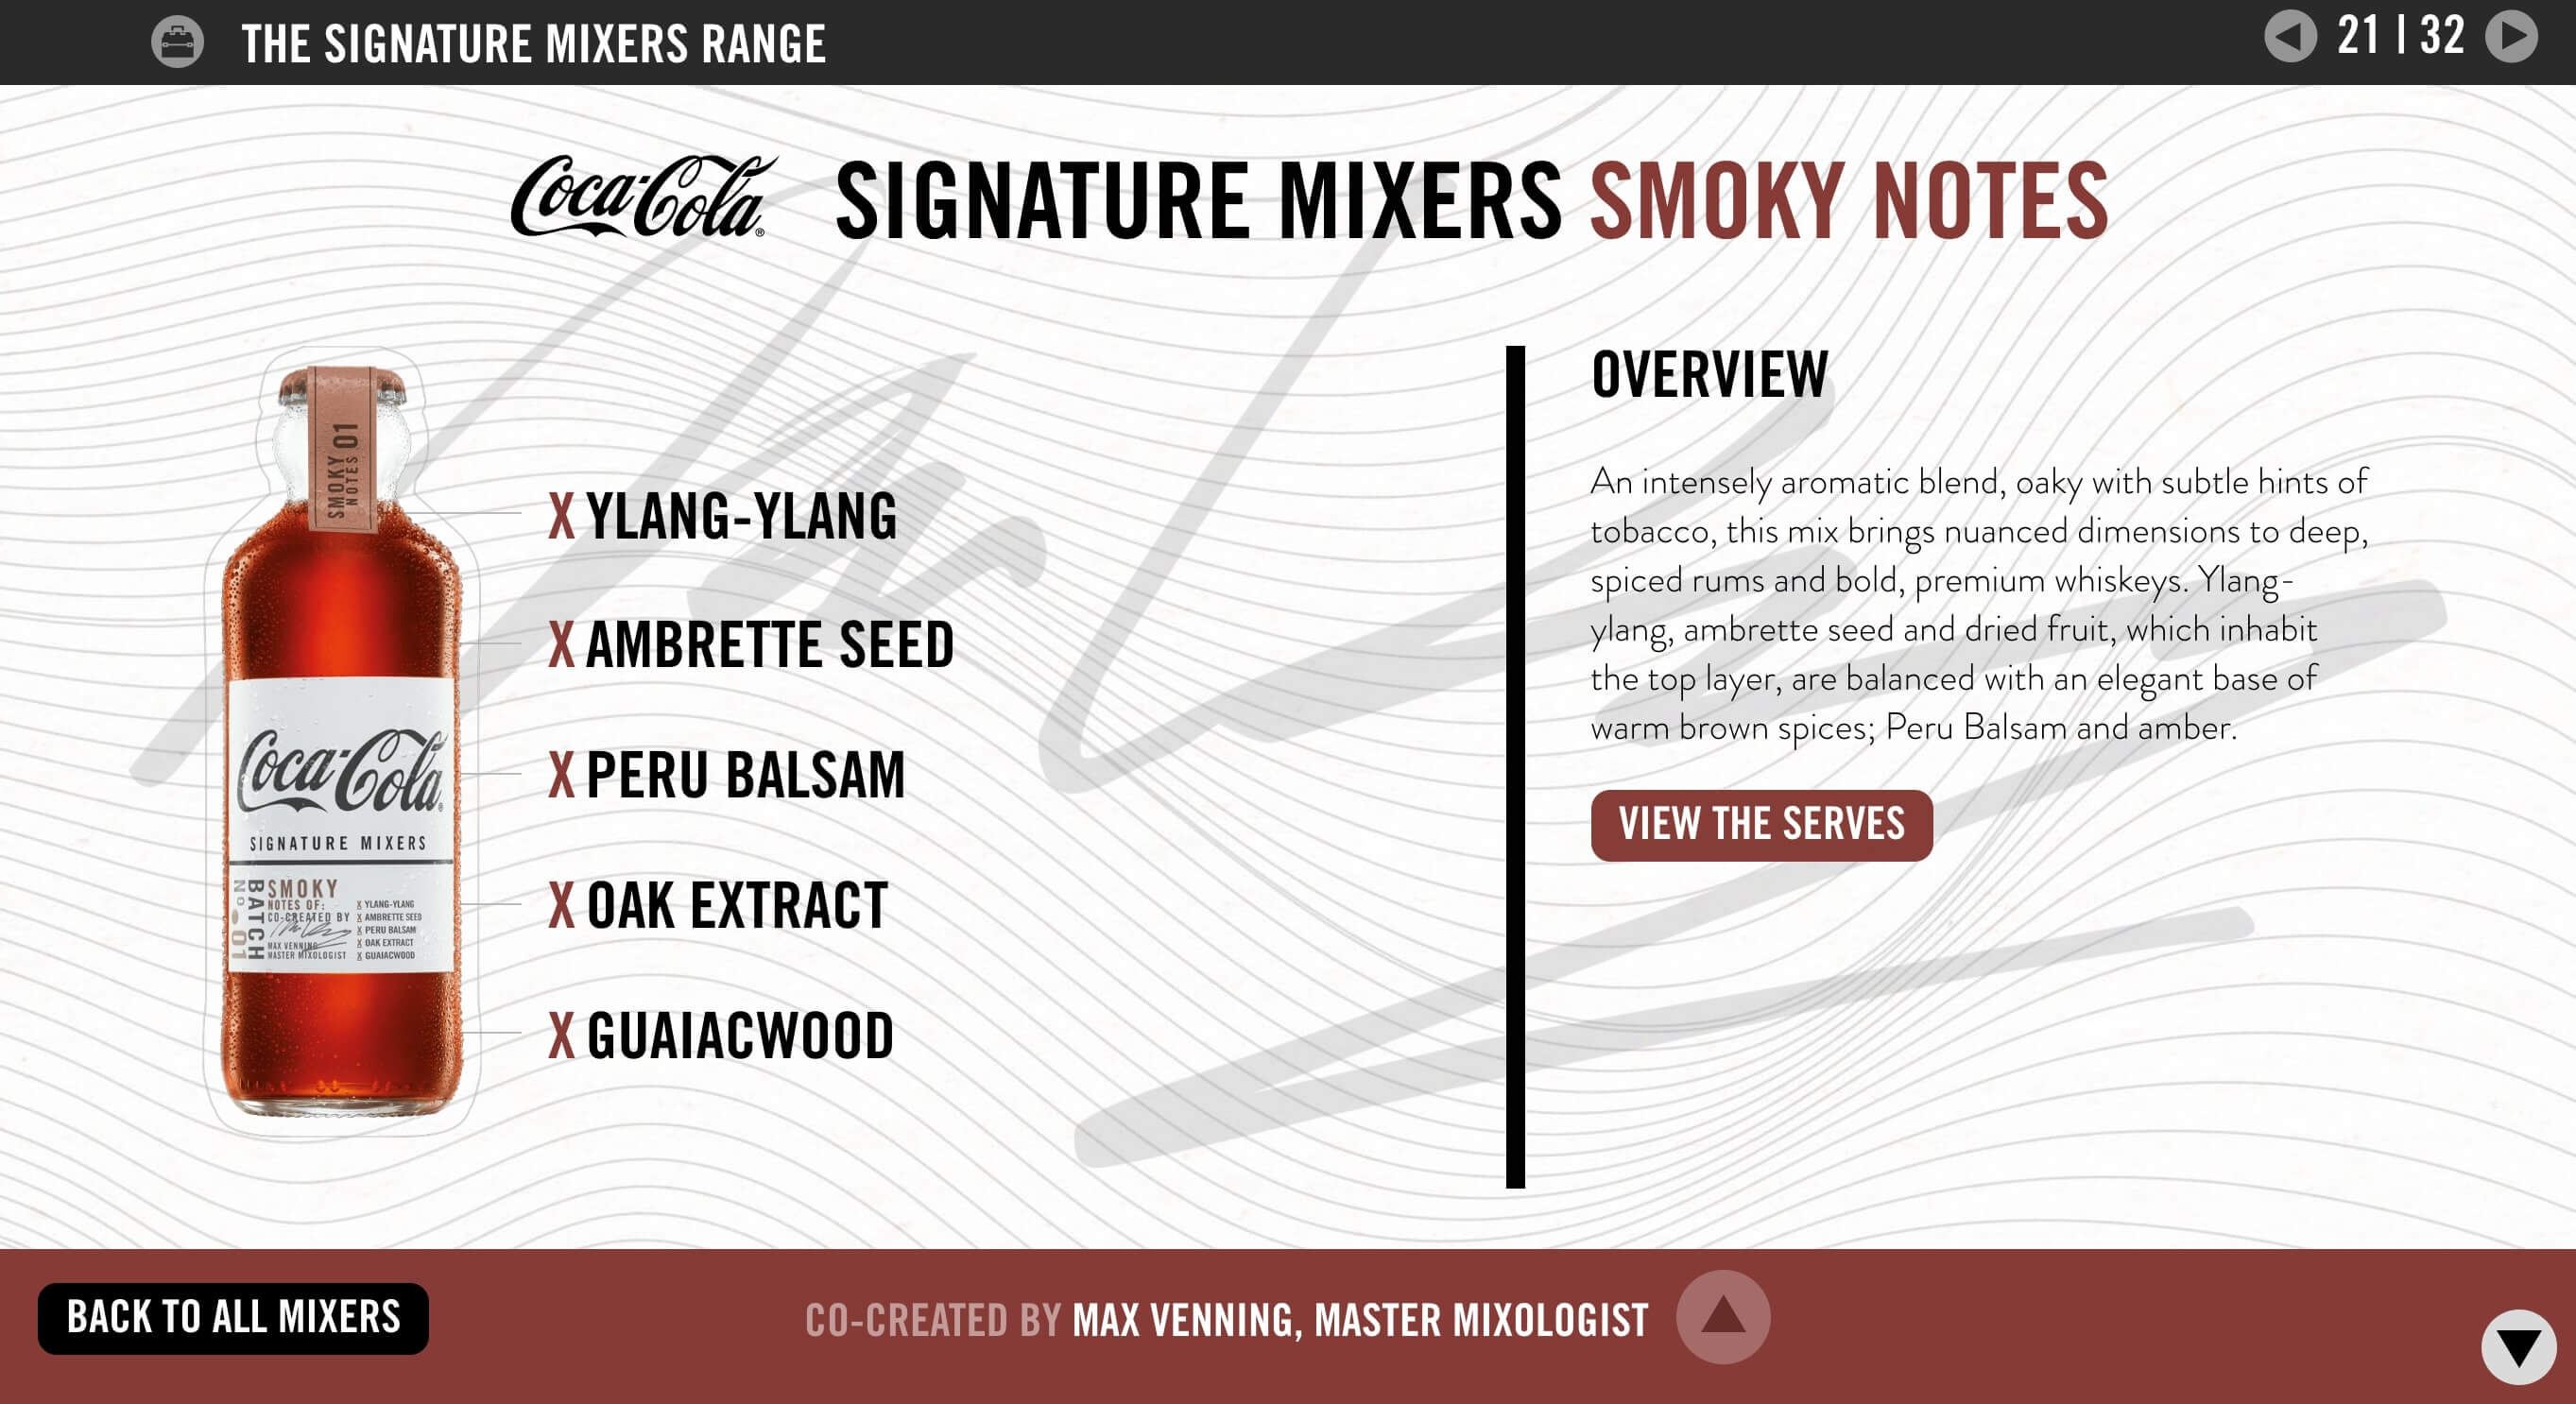 THE SIGNATURE MIXERS RANGE
21 | 32
Coca-Cola® SIGNATURE MIXERS SMOKY NOTES
SMOKY
NOTES 01
Coca-Cola®
SIGNATURE MIXERS
BATCH
No 01
SMOKY
NOTES OF:
CO-CREATED BY
MAX VENNING
MASTER MIXOLOGIST
X YLANG-YLANG
X AMBRETTE SEED
X PERU BALSAM
X OAK EXTRACT
X GUAIACWOOD
X YLANG-YLANG
X AMBRETTE SEED
X PERU BALSAM
X OAK EXTRACT
X GUAIACWOOD
OVERVIEW
An intensely aromatic blend, oaky with subtle hints of
tobacco, this mix brings nuanced dimensions to deep,
spiced rums and bold, premium whiskeys. Ylang-
ylang, ambrette seed and dried fruit, which inhabit
the top layer, are balanced with an elegant base of
warm brown spices; Peru Balsam and amber.
VIEW THE SERVES
BACK TO ALL MIXERS
CO-CREATED BY MAX VENNING, MASTER MIXOLOGIST